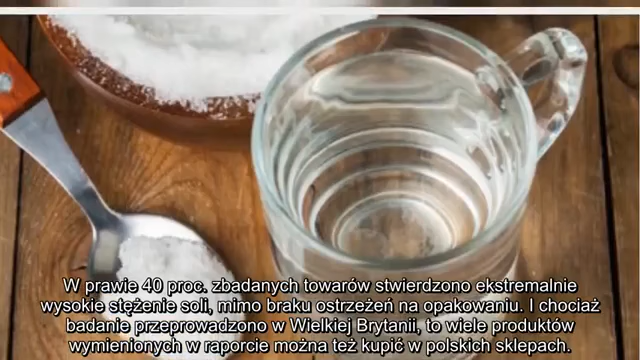 W prawie 40 proc. zbadanych towarów stwierdzono ekstremalnie
wysokie stężenie soli, mimo braku ostrzeżeń na opakowaniu. I chociaż
badanie przeprowadzono w Wielkiej Brytanii, to wiele produktów
wymienionych w raporcie można też kupić w polskich sklepach.